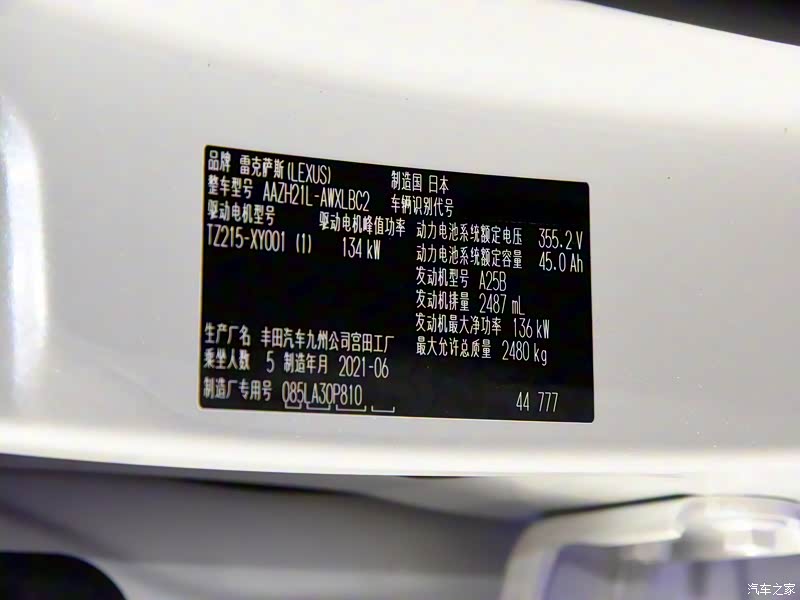 品牌 雷克萨斯(LEXUS) 制造国 日本
整车型号 AAZH21L-AWXLBC2 车辆识别代号
驱动电机型号 驱动电机峰值功率 动力电池系统额定电压 355.2 V
TZ215-XY001 (1) 134 kW 动力电池系统额定容量 45.0 Ah
发动机型号 A25B
发动机排量 2487 mL
发动机最大净功率 136 kW
生产厂名 丰田汽车九州公司宫田工厂 最大允许总质量 2480 kg
乘坐人数 5 制造年月 2021-06
制造厂专用号 085LA30P810 44 777
汽车之家